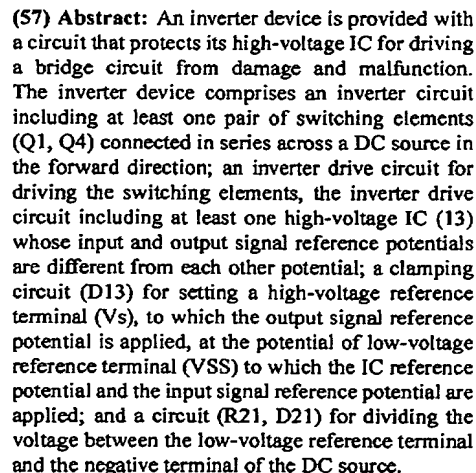 (57) Abstract: An inverter device is provided with
a circuit that protects its high-voltage IC for driving
a bridge circuit from damage and malfunction.
The inverter device comprises an inverter circuit
including at least one pair of switching elements
(Q1, Q4) connected in series across a DC source in
the forward direction; an inverter drive circuit for
driving the switching elements, the inverter drive
circuit including at least one high-voltage IC (13)
whose input and output signal reference potentials
are different from each other potential; a clamping
circuit (D13) for setting a high-voltage reference
terminal (Vs), to which the output signal reference
potential is applied, at the potential of low-voltage
reference terminal (VSS) to which the IC reference
potential and the input signal reference potential are
applied; and a circuit (R21, D21) for dividing the
voltage between the low-voltage reference terminal
and the negative terminal of the DC source.